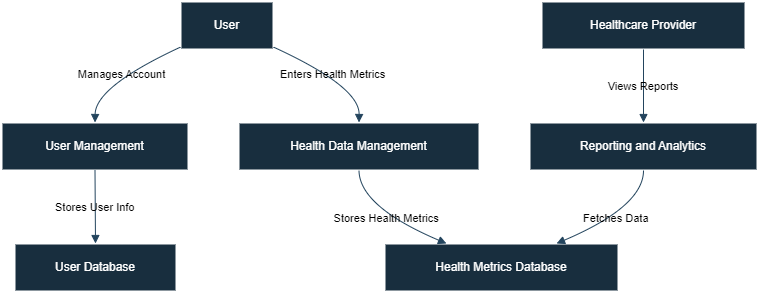 User
Healthcare Provider
Manages Account
Enters Health Metrics
Views Reports
User Management
Health Data Management
Reporting and Analytics
Stores User Info
Stores Health Metrics
Fetches Data
User Database
Health Metrics Database